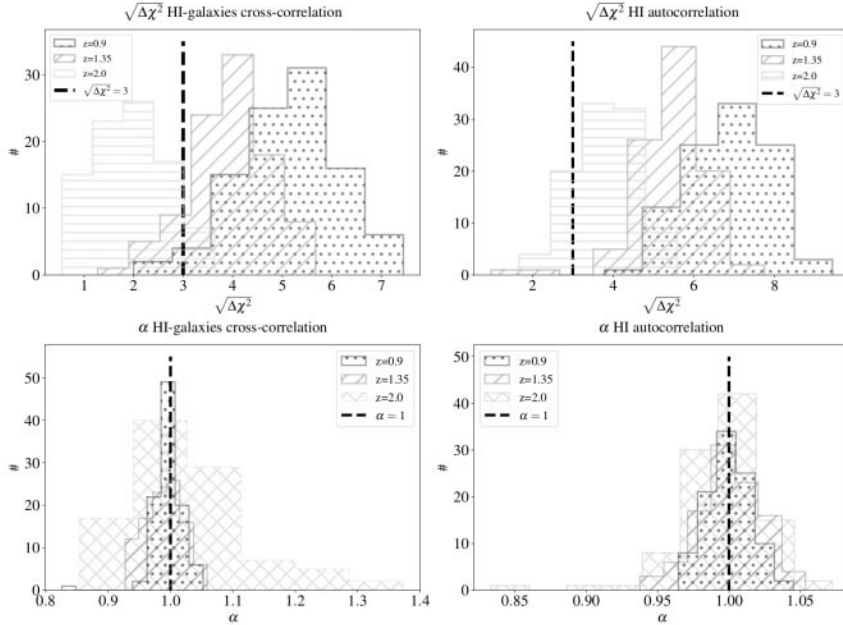 √Δχ² HI-galaxies cross-correlation
z=0.9
z=1.35
z=2.0
√Δχ² = 3
30
20
10
0
#
1 2 3 4 5 6 7
√Δχ²
√Δχ² HI autocorrelation
z=0.9
z=1.35
z=2.0
√Δχ² = 3
40
30
20
10
0
#
2 4 6 8
√Δχ²
α HI-galaxies cross-correlation
z=0.9
z=1.35
z=2.0
α = 1
50
40
30
20
10
0
#
0.8 0.9 1.0 1.1 1.2 1.3 1.4
α
α HI autocorrelation
z=0.9
z=1.35
z=2.0
α = 1
50
40
30
20
10
0
#
0.85 0.90 0.95 1.00 1.05
α